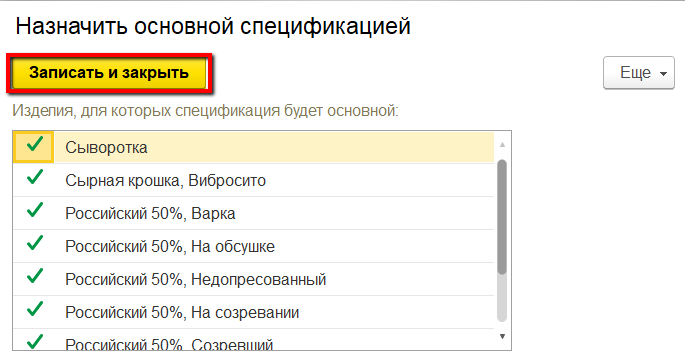 Назначить основной спецификацией
Записать и закрыть
Еще
Изделия, для которых спецификация будет основной:
Сыворотка
Сырная крошка, Вибросито
Российский 50%, Варка
Российский 50%, На обсушке
Российский 50%, Недопресованный
Российский 50%, На созревании
Российский 50%, Созревший